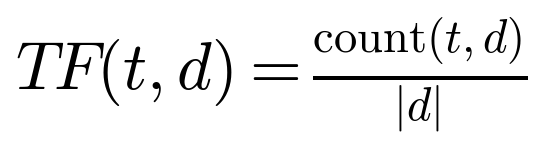 TF(t, d) = count(t, d) / |d|